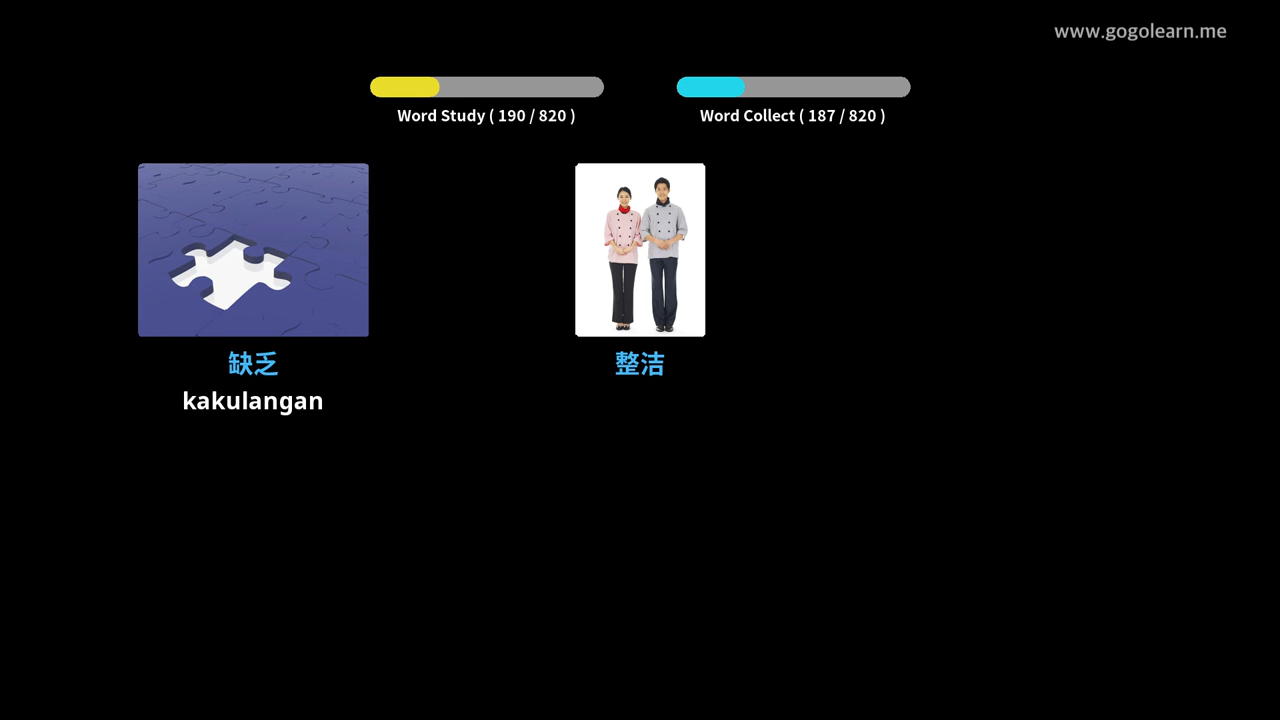 www.gogolearn.me
Word Study ( 190 / 820 )
Word Collect ( 187 / 820 )
缺乏
整洁
kakulangan